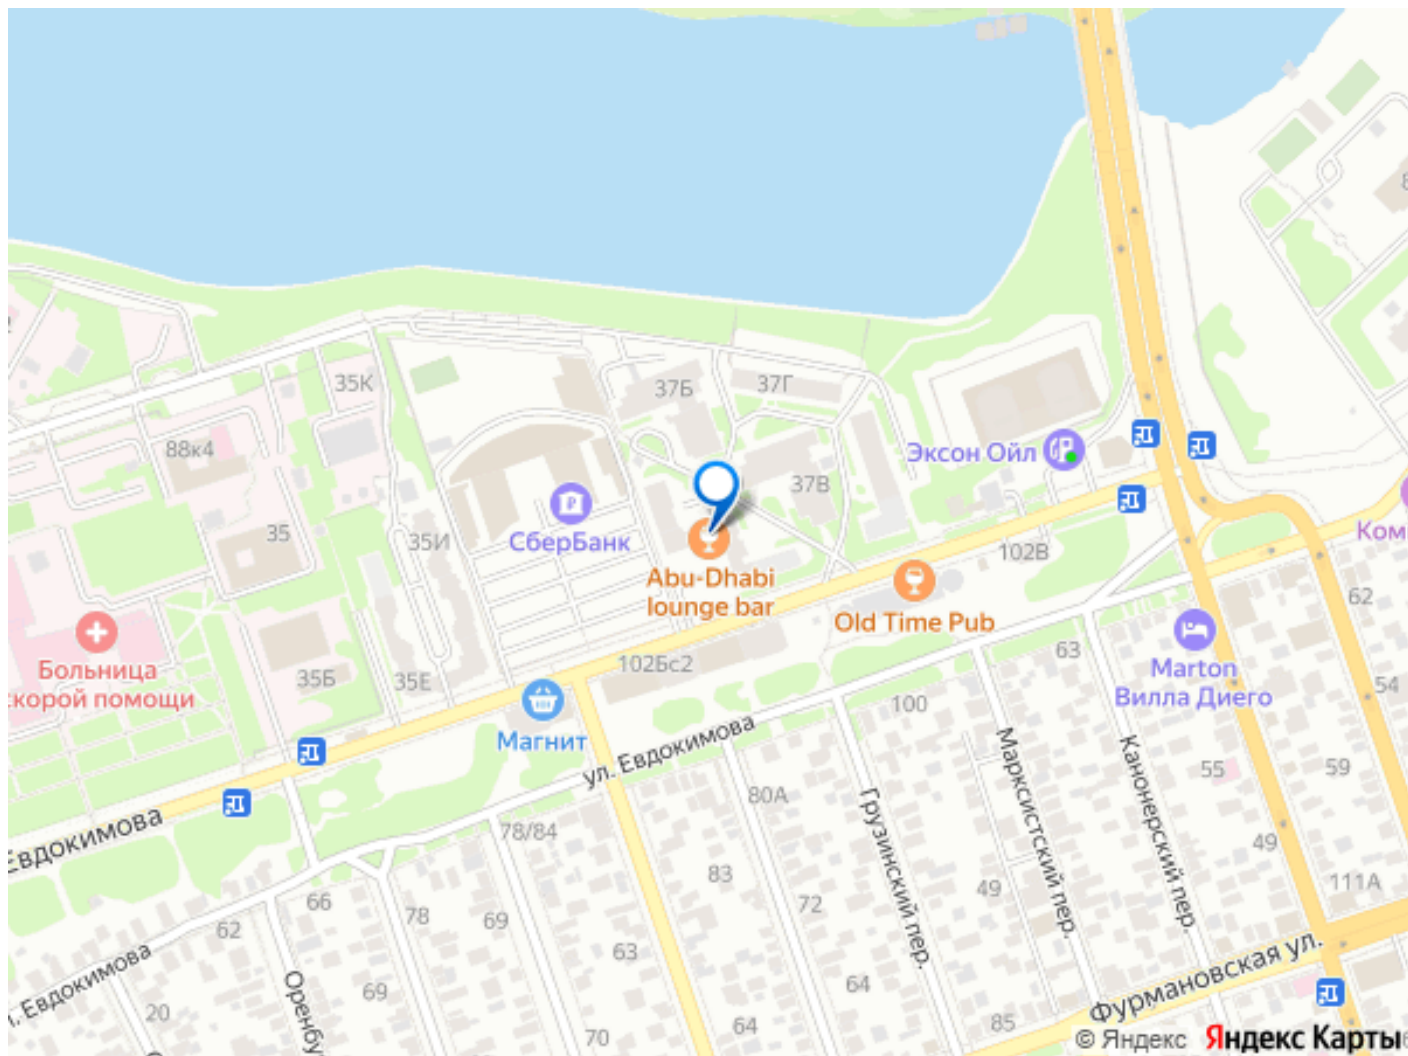 37Б
37Г
35К
88к4
Эксон Ойл
37В
35
35И
СберБанк
102В
Abu-Dhabi
lounge bar
Old Time Pub
62
63
Больница
скорой помощи
35Б
35Е
102Бс2
Marton
Вилла Диего
54
100
Магнит
ул. Евдокимова
Марксистский пер.
Канонерский пер.
55
59
80А
Грузинский пер.
Евдокимова
78/84
49
83
49
111А
66
78
72
62
69
63
Фурмановская ул.
Евдокимова
69
64
20
85
64
70
© Яндекс
Яндекс Карты